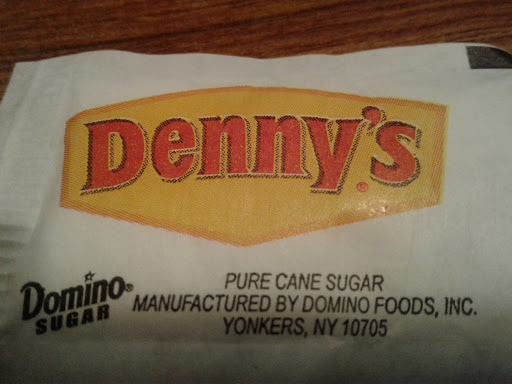 Denny's®
Domino®
SUGAR
PURE CANE SUGAR
MANUFACTURED BY DOMINO FOODS, INC.
YONKERS, NY 10705